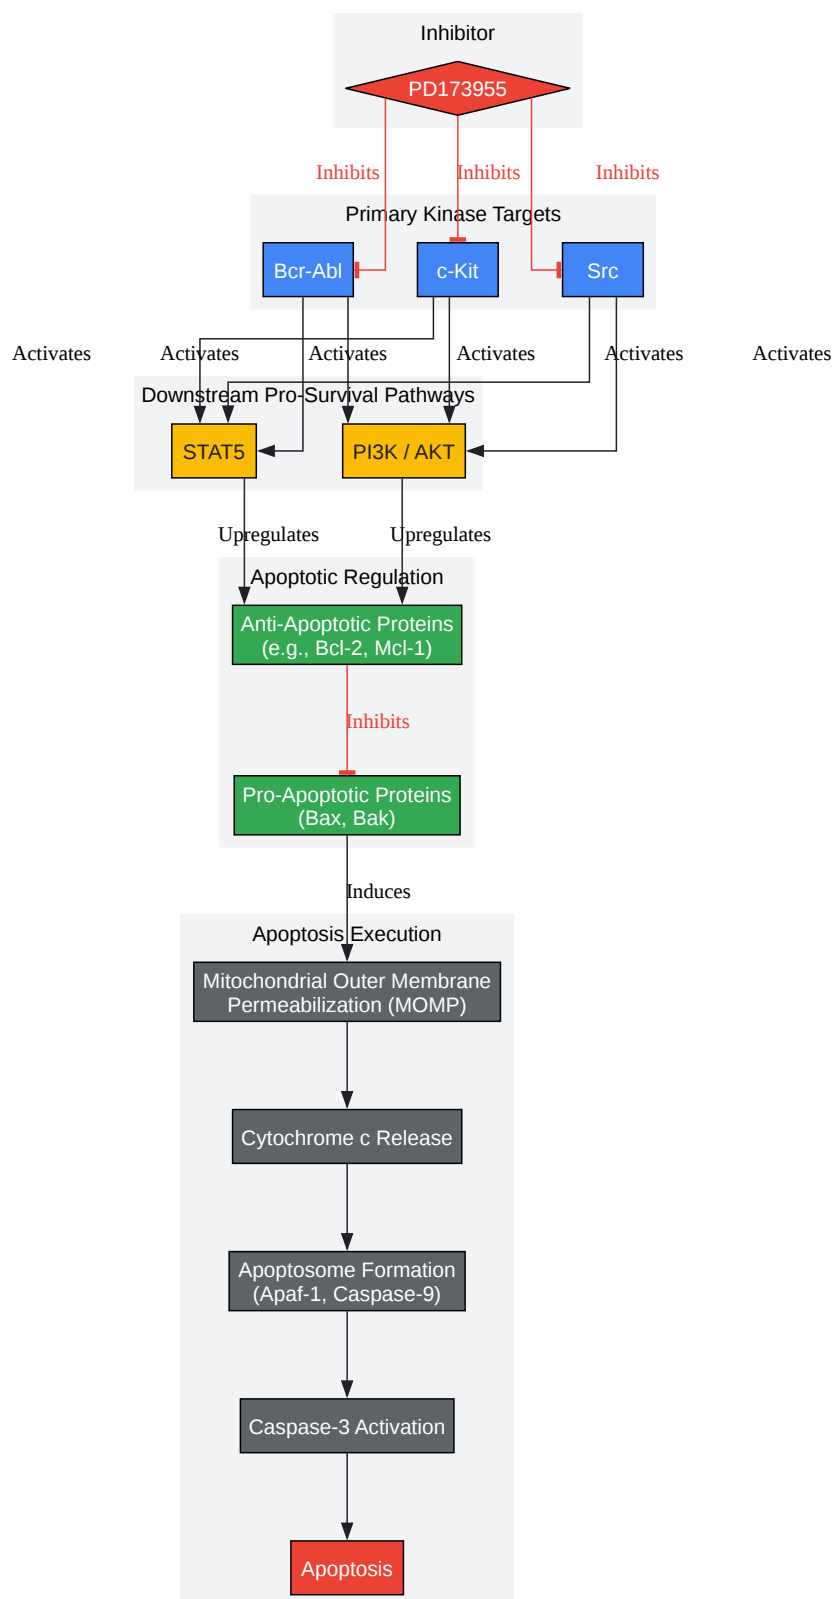 Inhibitor
PD173955
Inhibits
Inhibits
Inhibits
Primary Kinase Targets
Bcr-Abl
c-Kit
Src
Activates
Activates
Activates
Activates
Activates
Activates
Downstream Pro-Survival Pathways
STAT5
PI3K / AKT
Upregulates
Upregulates
Apoptotic Regulation
Anti-Apoptotic Proteins
(e.g., Bcl-2, Mcl-1)
Inhibits
Pro-Apoptotic Proteins
(Bax, Bak)
Induces
Apoptosis Execution
Mitochondrial Outer Membrane
Permeabilization (MOMP)
Cytochrome c Release
Apoptosome Formation
(Apaf-1, Caspase-9)
Caspase-3 Activation
Apoptosis